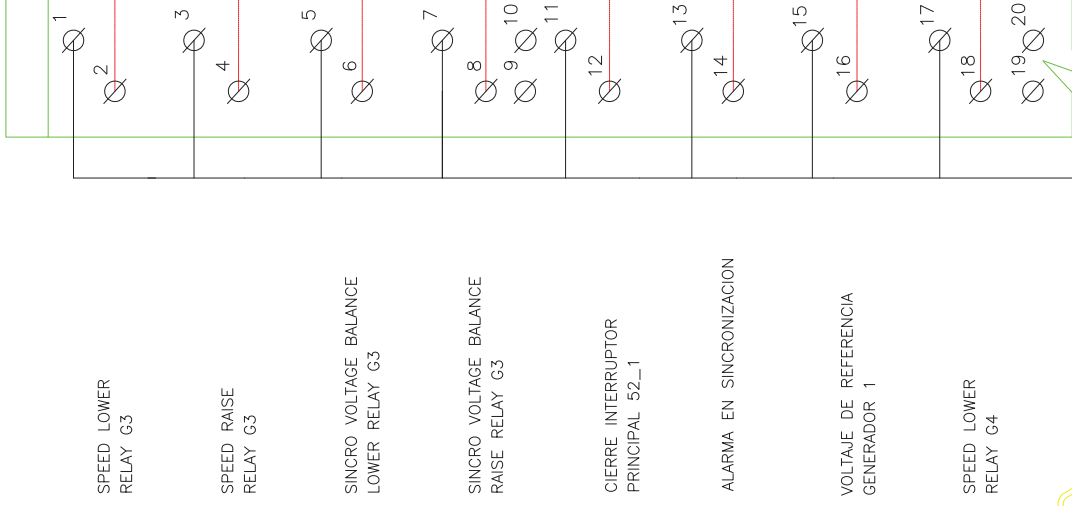 1
2
3
4
5
6
7
8
9
10
11
12
13
14
15
16
17
18
19
20
SPEED LOWER
RELAY G3
SPEED RAISE
RELAY G3
SINCRO VOLTAGE BALANCE
LOWER RELAY G3
SINCRO VOLTAGE BALANCE
RAISE RELAY G3
CIERRE INTERRUPTOR
PRINCIPAL 52_1
ALARMA EN SINCRONIZACION
VOLTAJE DE REFERENCIA
GENERADOR 1
SPEED LOWER
RELAY G4